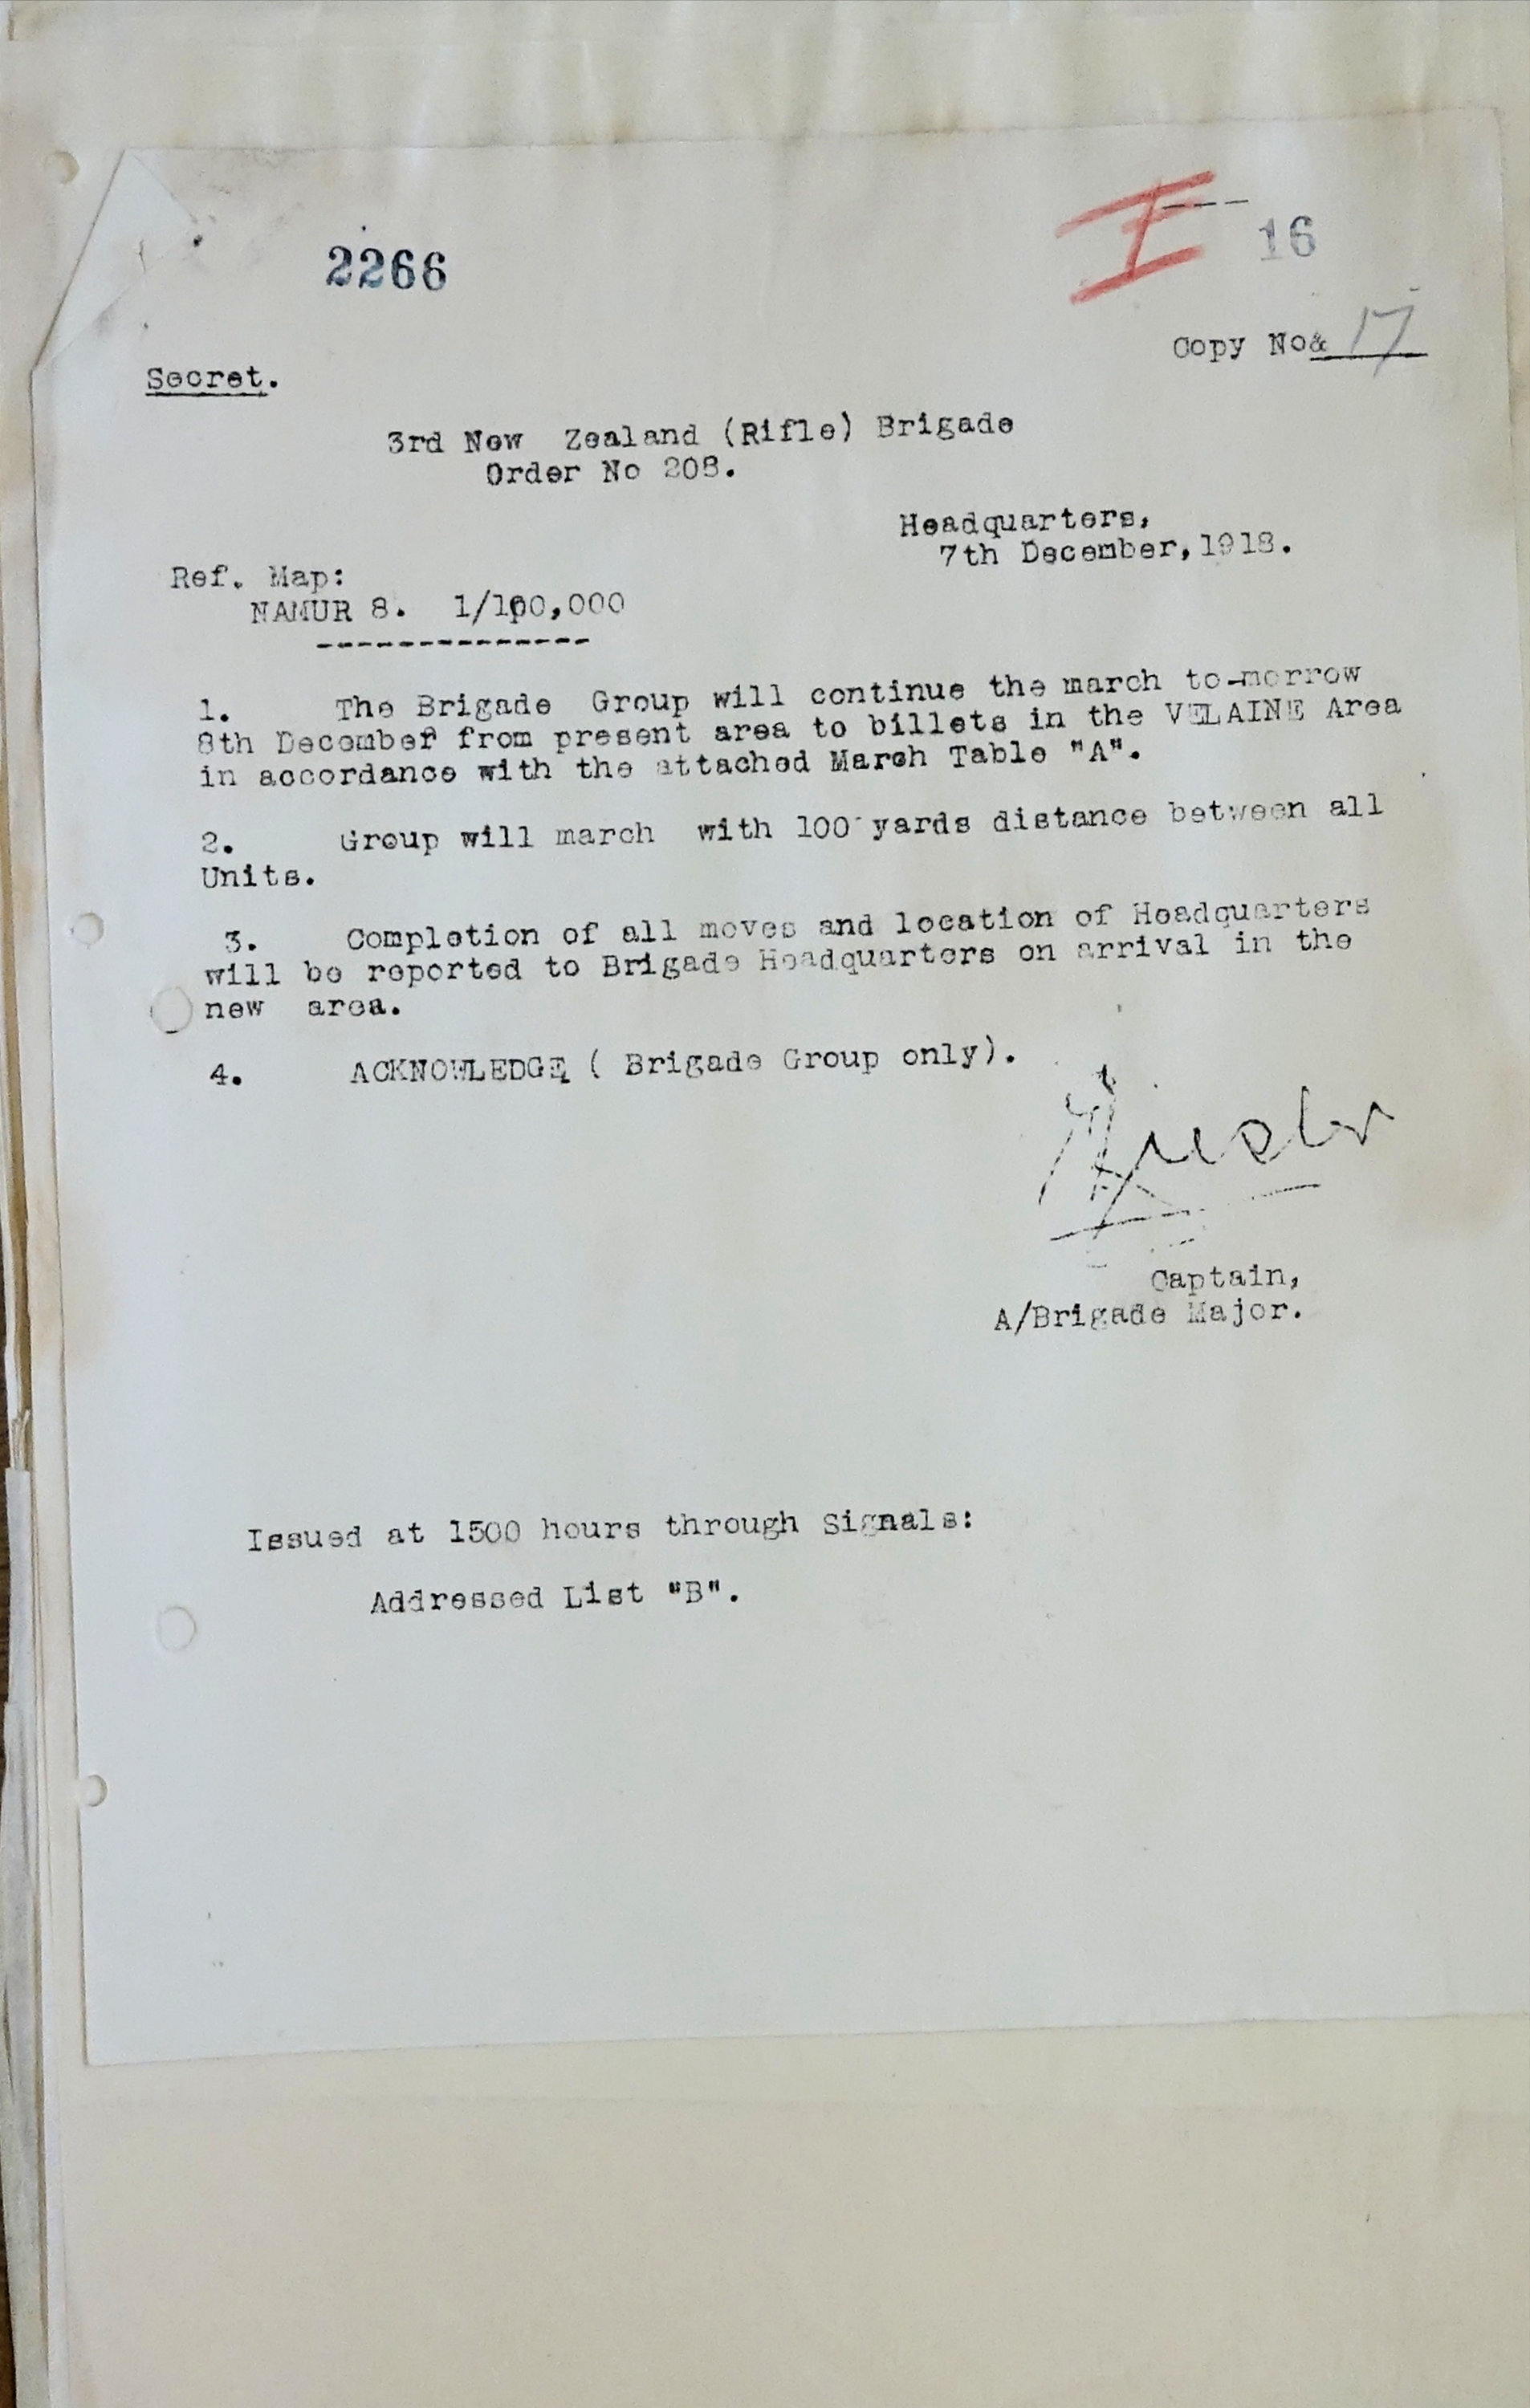 2266
I
16
Copy No& 17
Secret.
3rd New Zealand (Rifle) Brigade
Order No 208.
Headquarters,
7th December, 1918.
Ref. Map:
NAMUR 8. 1/100,000
---------------
1. The Brigade Group will continue the march to-morrow
8th December from present area to billets in the VELAINE Area
in accordance with the attached March Table "A".
2. Group will march with 100 yards distance between all
Units.
3. Completion of all moves and location of Headquarters
will be reported to Brigade Headquarters on arrival in the
new area.
4. ACKNOWLEDGE ( Brigade Group only).
Captain,
A/Brigade Major.
Issued at 1500 hours through Signals:
Addressed List "B".